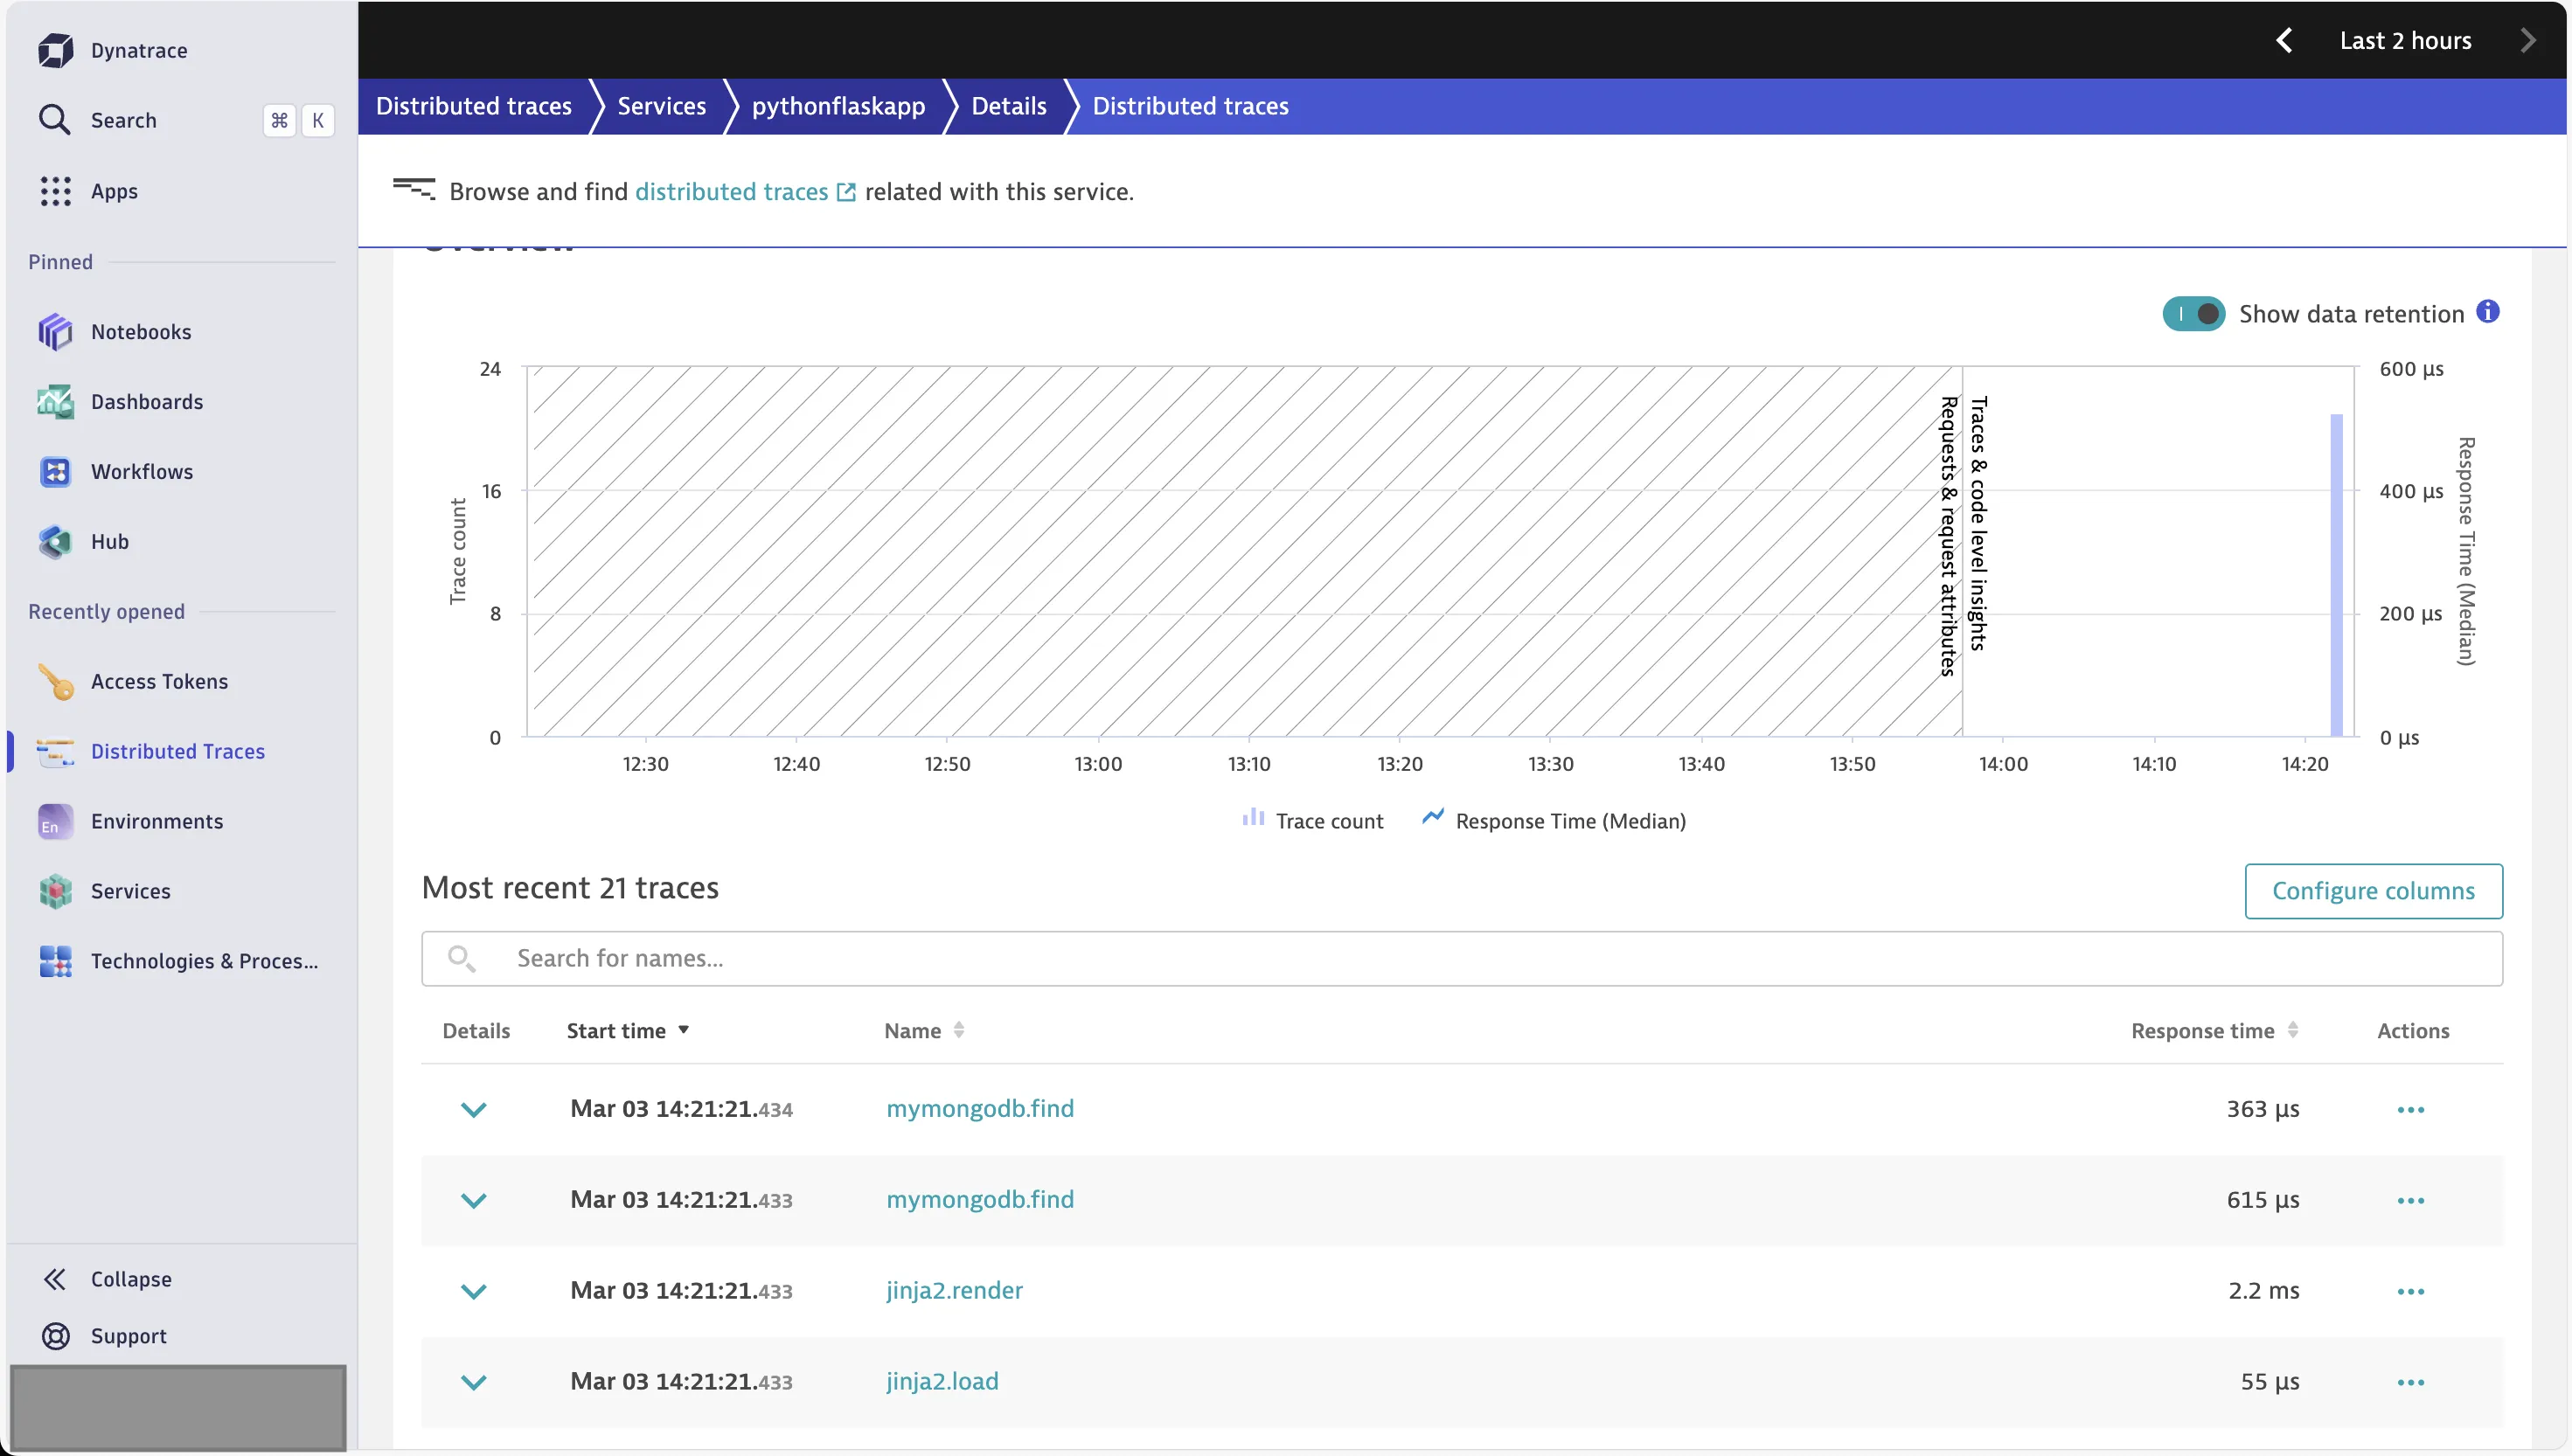 Dynatrace
Search ⌘ K
Apps
Pinned
Notebooks
Dashboards
Workflows
Hub
Recently opened
Access Tokens
Distributed Traces
En Environments
Services
Technologies & Proces...
Collapse
Support
Last 2 hours
Distributed traces Services pythonflaskapp Details Distributed traces
Browse and find distributed traces related with this service.
Overview
Show data retention
24
16
8
0
Trace count
600 µs
400 µs
200 µs
0 µs
Response Time (Median)
Requests & request attributes
Traces & code level insights
12:30 12:40 12:50 13:00 13:10 13:20 13:30 13:40 13:50 14:00 14:10 14:20
Trace count Response Time (Median)
Most recent 21 traces
Configure columns
Search for names...
Details Start time Name Response time Actions
Mar 03 14:21:21.434 mymongodb.find 363 µs
Mar 03 14:21:21.433 mymongodb.find 615 µs
Mar 03 14:21:21.433 jinja2.render 2.2 ms
Mar 03 14:21:21.433 jinja2.load 55 µs